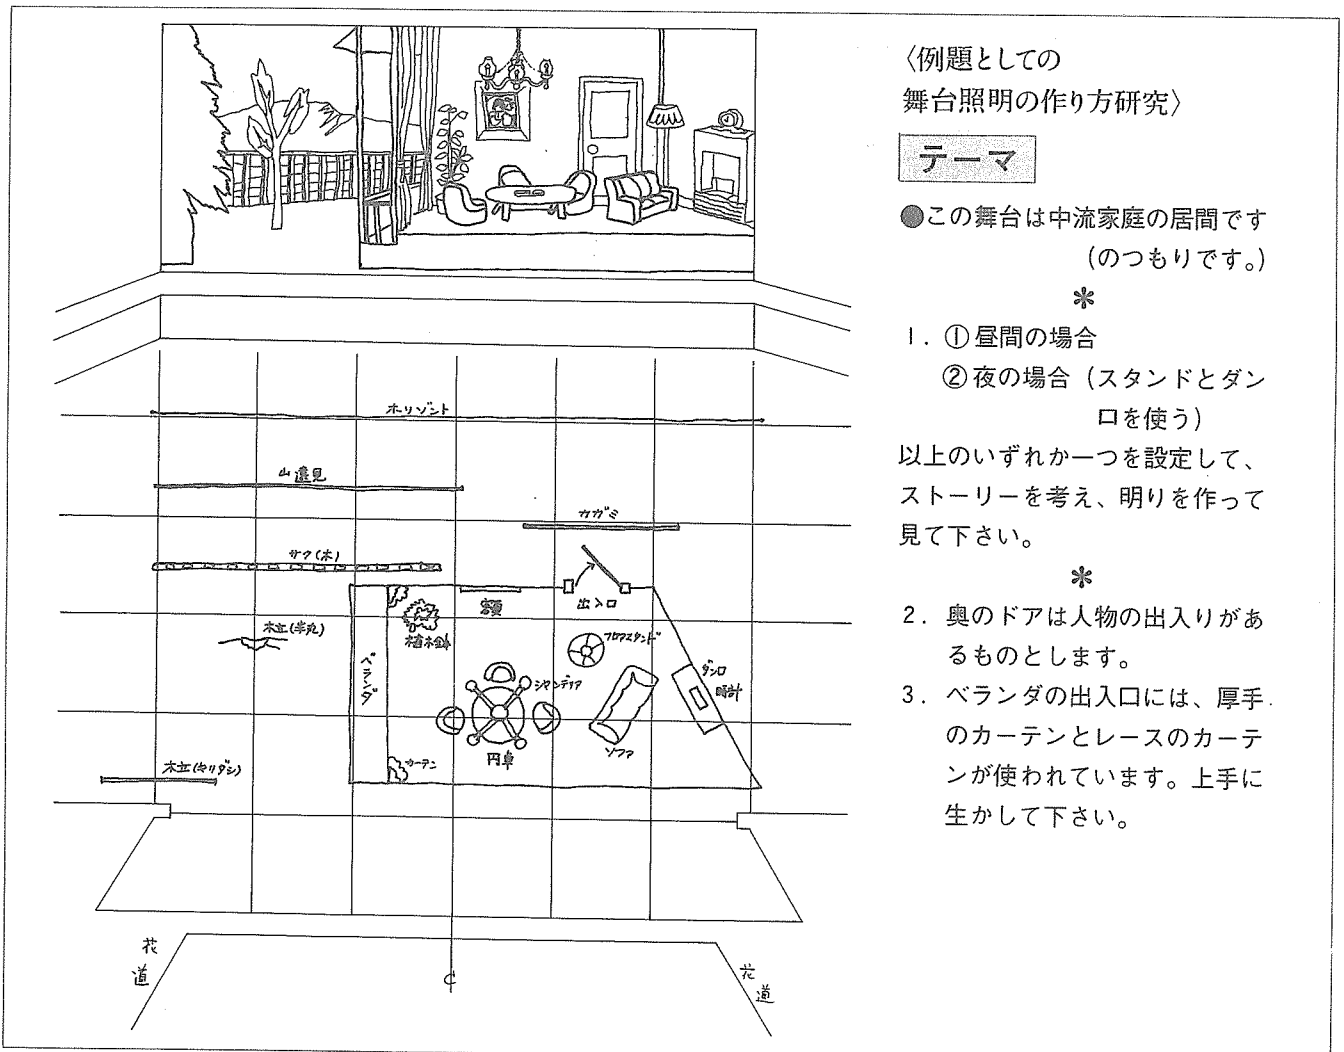 〈例題としての
舞台照明の作り方研究〉
テーマ
●この舞台は中流家庭の居間です
(のつもりです。)
*
1. ①昼間の場合
②夜の場合（スタンドとダン
ロを使う）
以上のいずれか一つを設定して、
ストーリーを考え、明りを作って
見て下さい。
*
2. 奥のドアは人物の出入りがあ
るものとします。
3. ベランダの出入口には、厚手
のカーテンとレースのカーテ
ンが使われています。上手に
生かして下さい。
ホリゾント
山遠見
カガミ
サク(木)
額
出入口
植木鉢
フロアスタンド
ベランダ
シャンデリア
ダンロ
時計
ソファ
円卓
カーテン
木立(半丸)
木立(キリダシ)
花道
花道